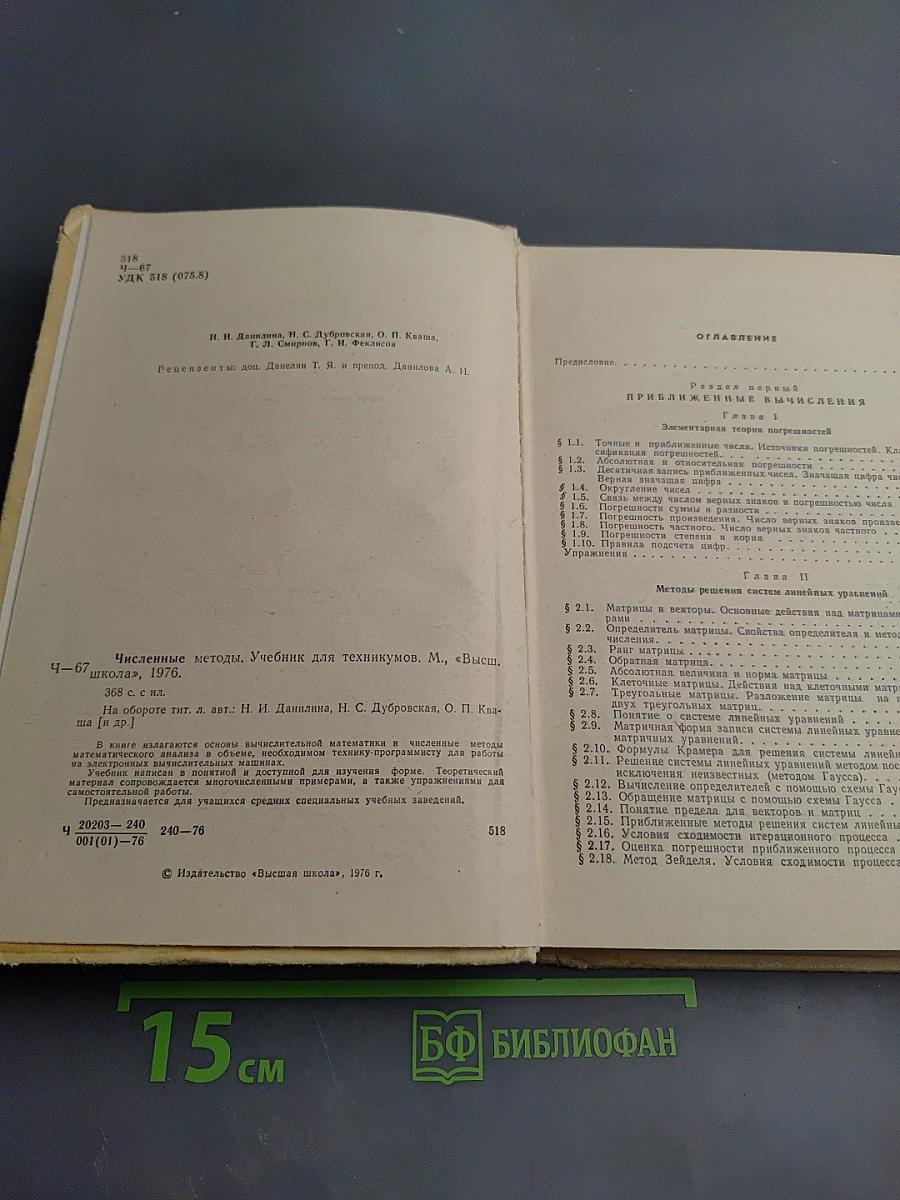 518
Ч—67
УДК 518 (075.8)
Н. И. Данилина, Н. С. Дубровская, О. П. Кваша,
Г. Л. Смирнов, Г. И. Феклисов
Рецензенты: доц. Данелян Т. Я. и препод. Данилова А. П.
Численные методы. Учебник для техникумов. М., «Высш.
Ч—67 школа», 1976.
368 с. с ил.
На обороте тит. л. авт.: Н. И. Данилина, Н. С. Дубровская, О. П. Ква-
ша [и др.]
В книге излагаются основы вычислительной математики и численные методы
математического анализа в объеме, необходимом технику-программисту для работы
на электронных вычислительных машинах.
Учебник написан в понятной и доступной для изучения форме. Теоретический
материал сопровождается многочисленными примерами, а также упражнениями для
самостоятельной работы.
Предназначается для учащихся средних специальных учебных заведений.
Ч 20203—240 240—76 518
001(01)—76
© Издательство «Высшая школа», 1976 г.
ОГЛАВЛЕНИЕ
Предисловие.
Раздел первый
ПРИБЛИЖЕННЫЕ ВЫЧИСЛЕНИЯ
Глава I
Элементарная теория погрешностей
§ 1.1. Точные и приближенные числа. Источники погрешностей. Кла
сификация погрешностей.
§ 1.2. Абсолютная и относительная погрешности
§ 1.3. Десятичная запись приближенных чисел. Значащая цифра чи
Верная значащая цифра
§ 1.4. Округление чисел
§ 1.5. Связь между числом верных знаков и погрешностью числа
§ 1.6. Погрешности суммы и разности
§ 1.7. Погрешность произведения. Число верных знаков произве
§ 1.8. Погрешность частного. Число верных знаков частного
§ 1.9. Погрешности степени и корня
§ 1.10. Правила подсчета цифр.
Упражнения
Глава II
Методы решения систем линейных уравнений
§ 2.1. Матрицы и векторы. Основные действия над матрицами
рами
§ 2.2. Определитель матрицы. Свойства определителя и метод
числения.
§ 2.3. Ранг матрицы
§ 2.4. Обратная матрица.
§ 2.5. Абсолютная величина и норма матрицы
§ 2.6. Клеточные матрицы. Действия над клеточными матр
§ 2.7. Треугольные матрицы. Разложение матрицы на п
двух треугольных матриц.
§ 2.8. Понятие о системе линейных уравнений
§ 2.9. Матричная форма записи системы линейных уравне
матричных уравнений.
§ 2.10. Формулы Крамера для решения системы линейн
§ 2.11. Решение системы линейных уравнений методом пос
исключения неизвестных (методом Гаусса).
§ 2.12. Вычисление определителей с помощью схемы Гаус
§ 2.13. Обращение матрицы с помощью схемы Гаусса
§ 2.14. Понятие предела для векторов и матриц
§ 2.15. Приближенные методы решения систем линейны
§ 2.16. Условия сходимости итерационного процесса
§ 2.17. Оценка погрешности приближенного процесса
§ 2.18. Метод Зейделя. Условия сходимости процесса
15 см
БФ БИБЛИОФАН